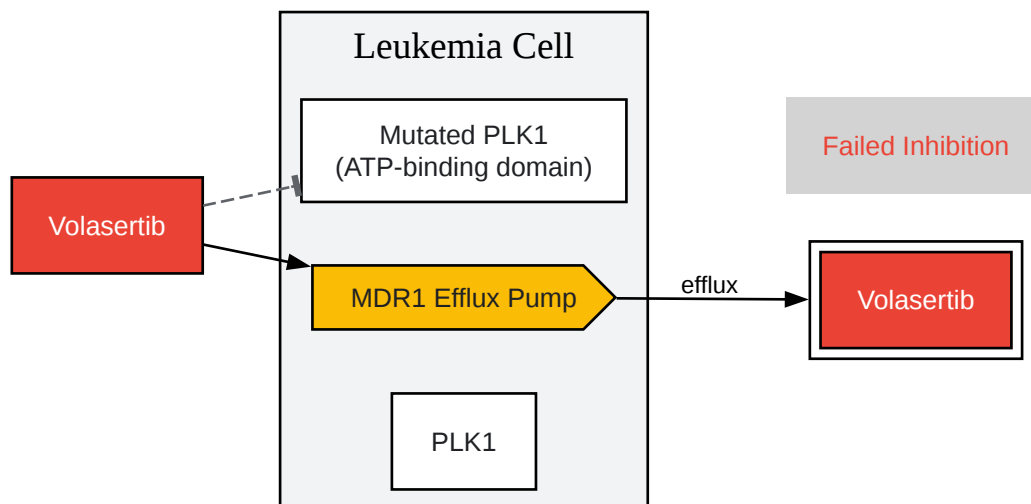 Leukemia Cell
Mutated PLK1
(ATP-binding domain)
Failed Inhibition
Volasertib
MDR1 Efflux Pump
efflux
Volasertib
PLK1